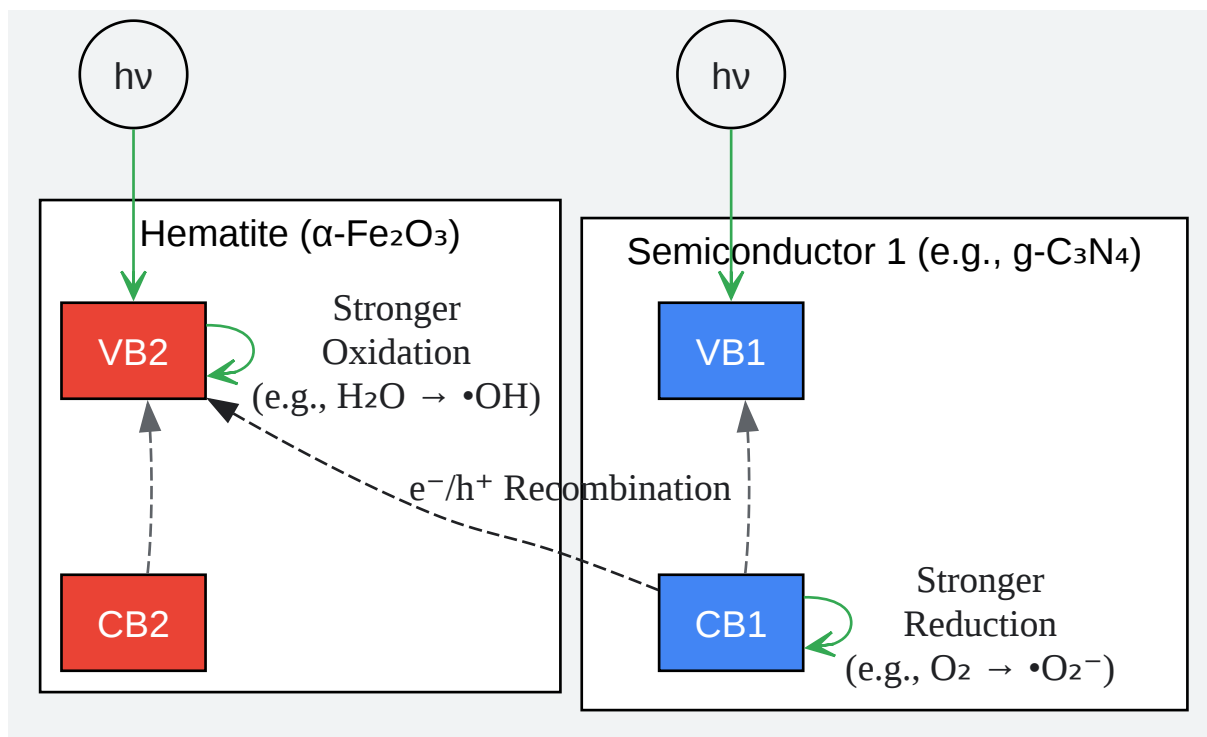 hν
hν
Hematite (α-Fe₂O₃)
Semiconductor 1 (e.g., g-C₃N₄)
VB2
Stronger
Oxidation
(e.g., H₂O → •OH)
VB1
e⁻/h⁺ Recombination
CB2
CB1
Stronger
Reduction
(e.g., O₂ → •O₂⁻)